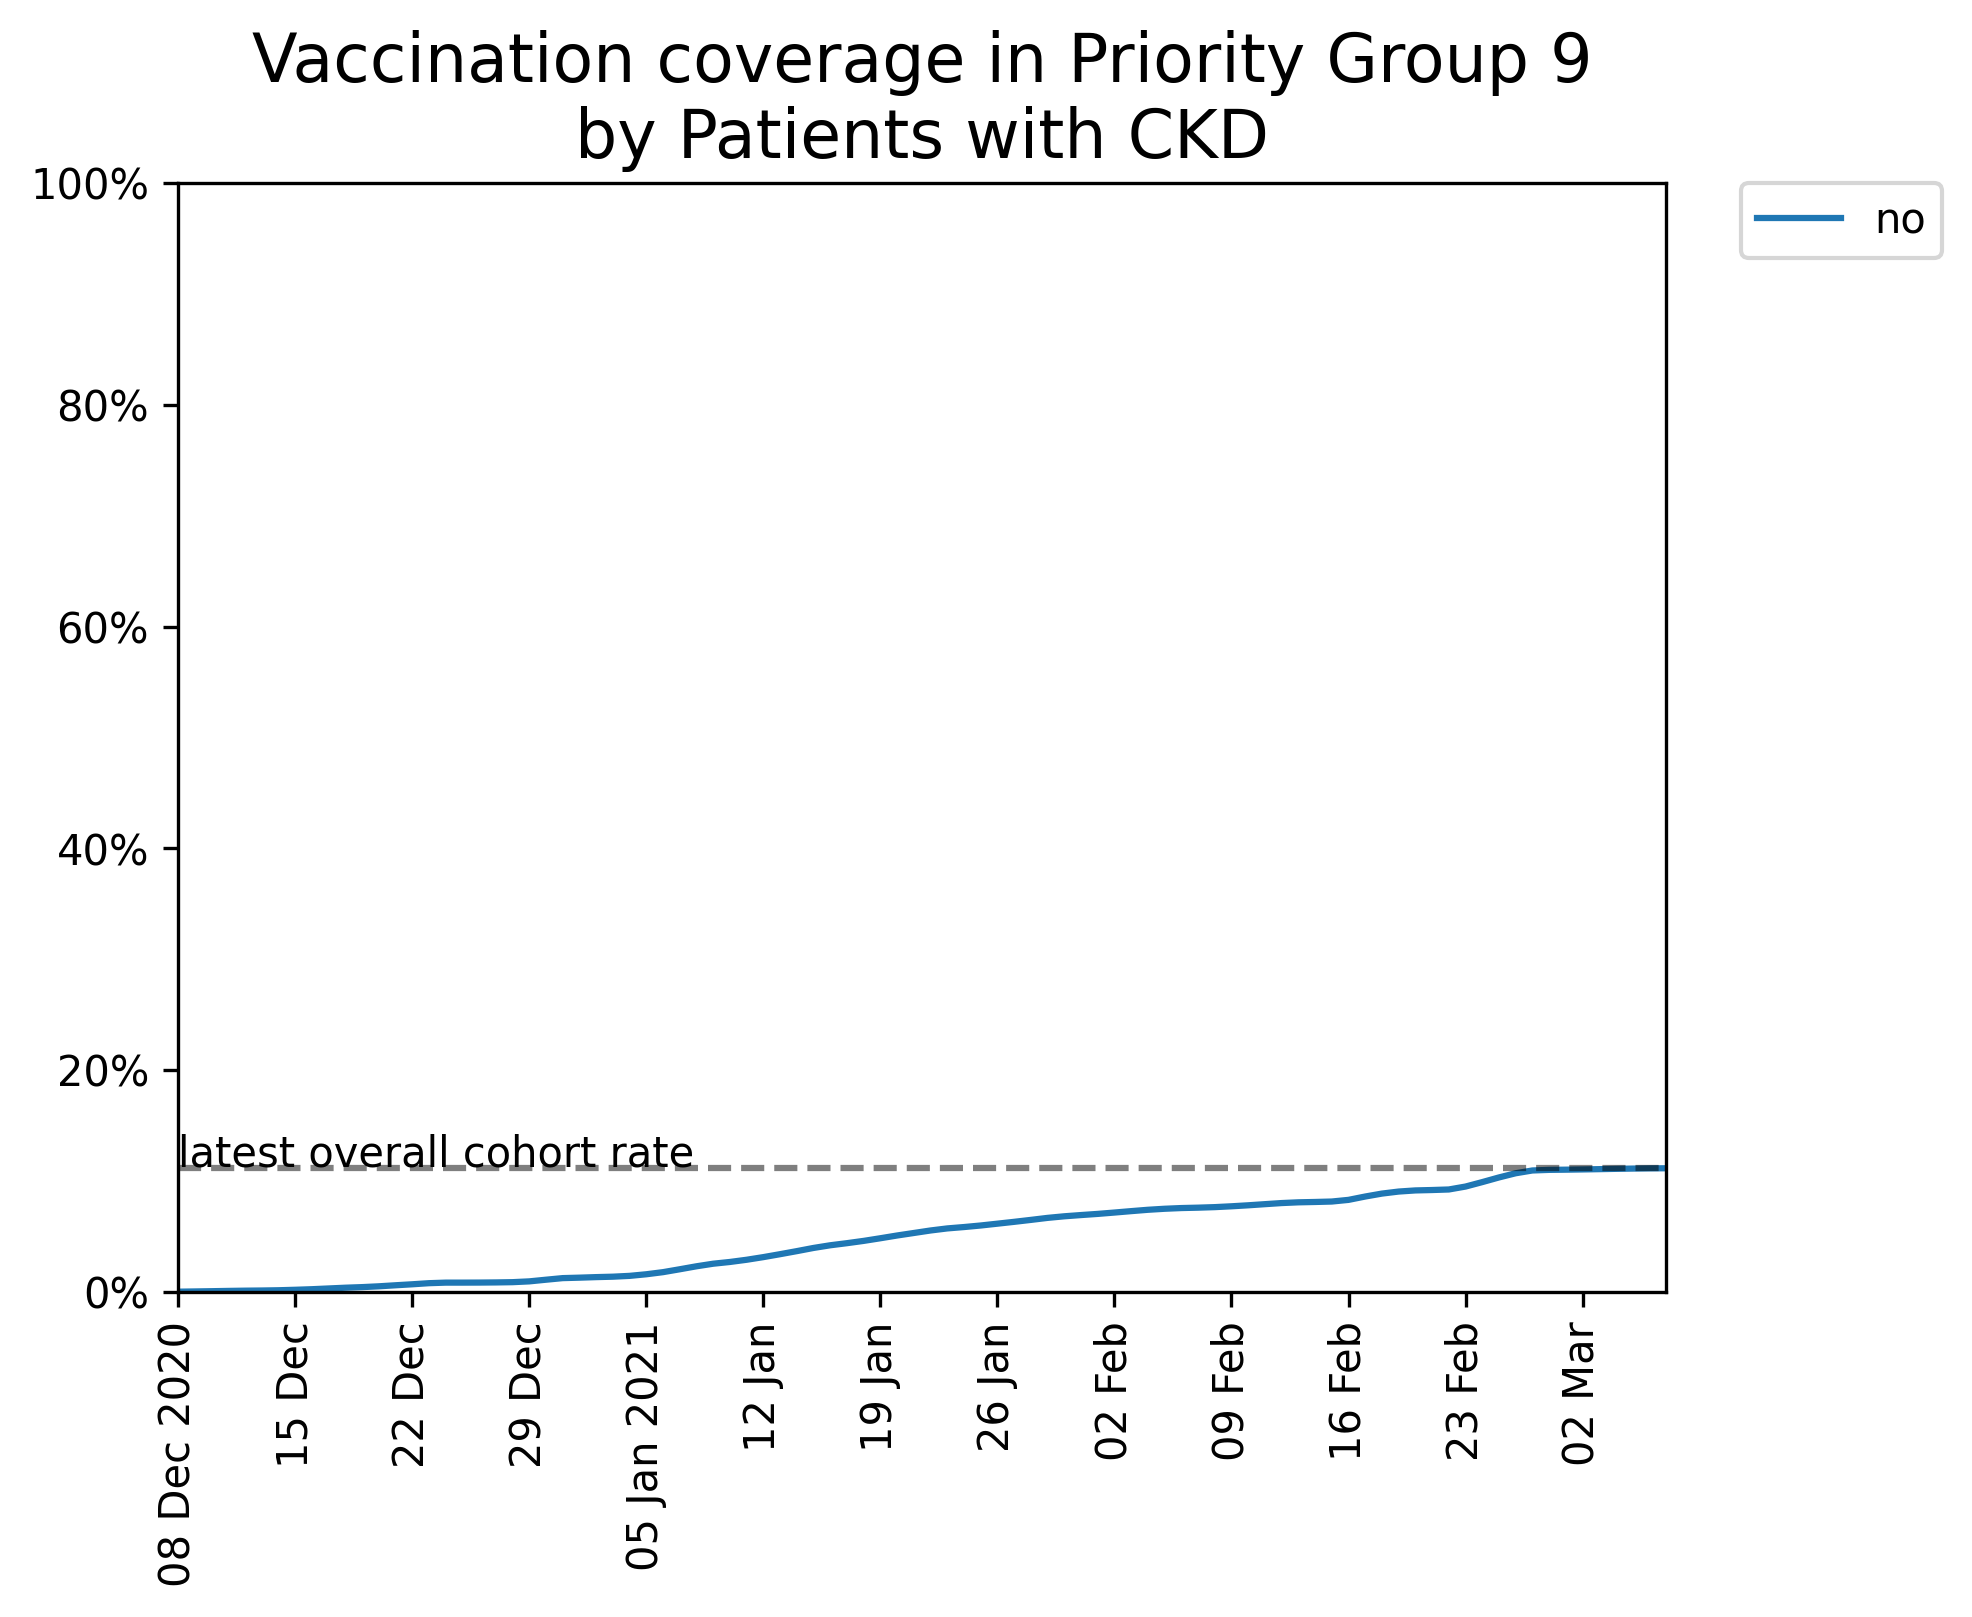 Vaccination coverage in Priority Group 9
by Patients with CKD
100%
80%
60%
40%
20%
0%
no
latest overall cohort rate
08 Dec 2020
15 Dec
22 Dec
29 Dec
05 Jan 2021
12 Jan
19 Jan
26 Jan
02 Feb
09 Feb
16 Feb
23 Feb
02 Mar